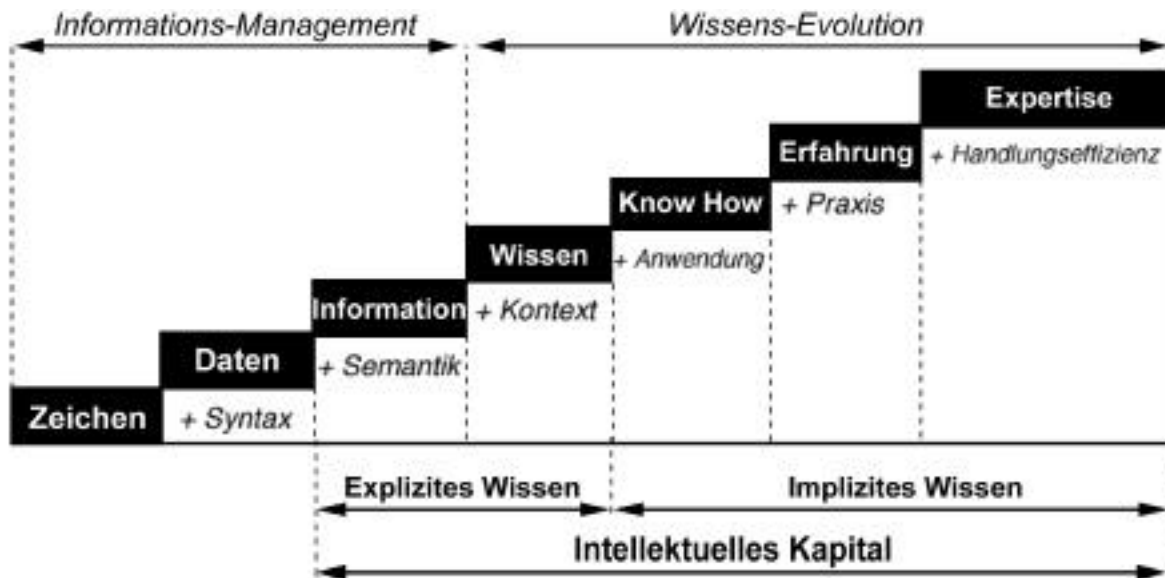 Informations-Management
Wissens-Evolution
Expertise
Erfahrung
+ Handlungseffizienz
Know How
+ Praxis
Wissen
+ Anwendung
Information
+ Kontext
Daten
+ Semantik
Zeichen
+ Syntax
Explizites Wissen
Implizites Wissen
Intellektuelles Kapital